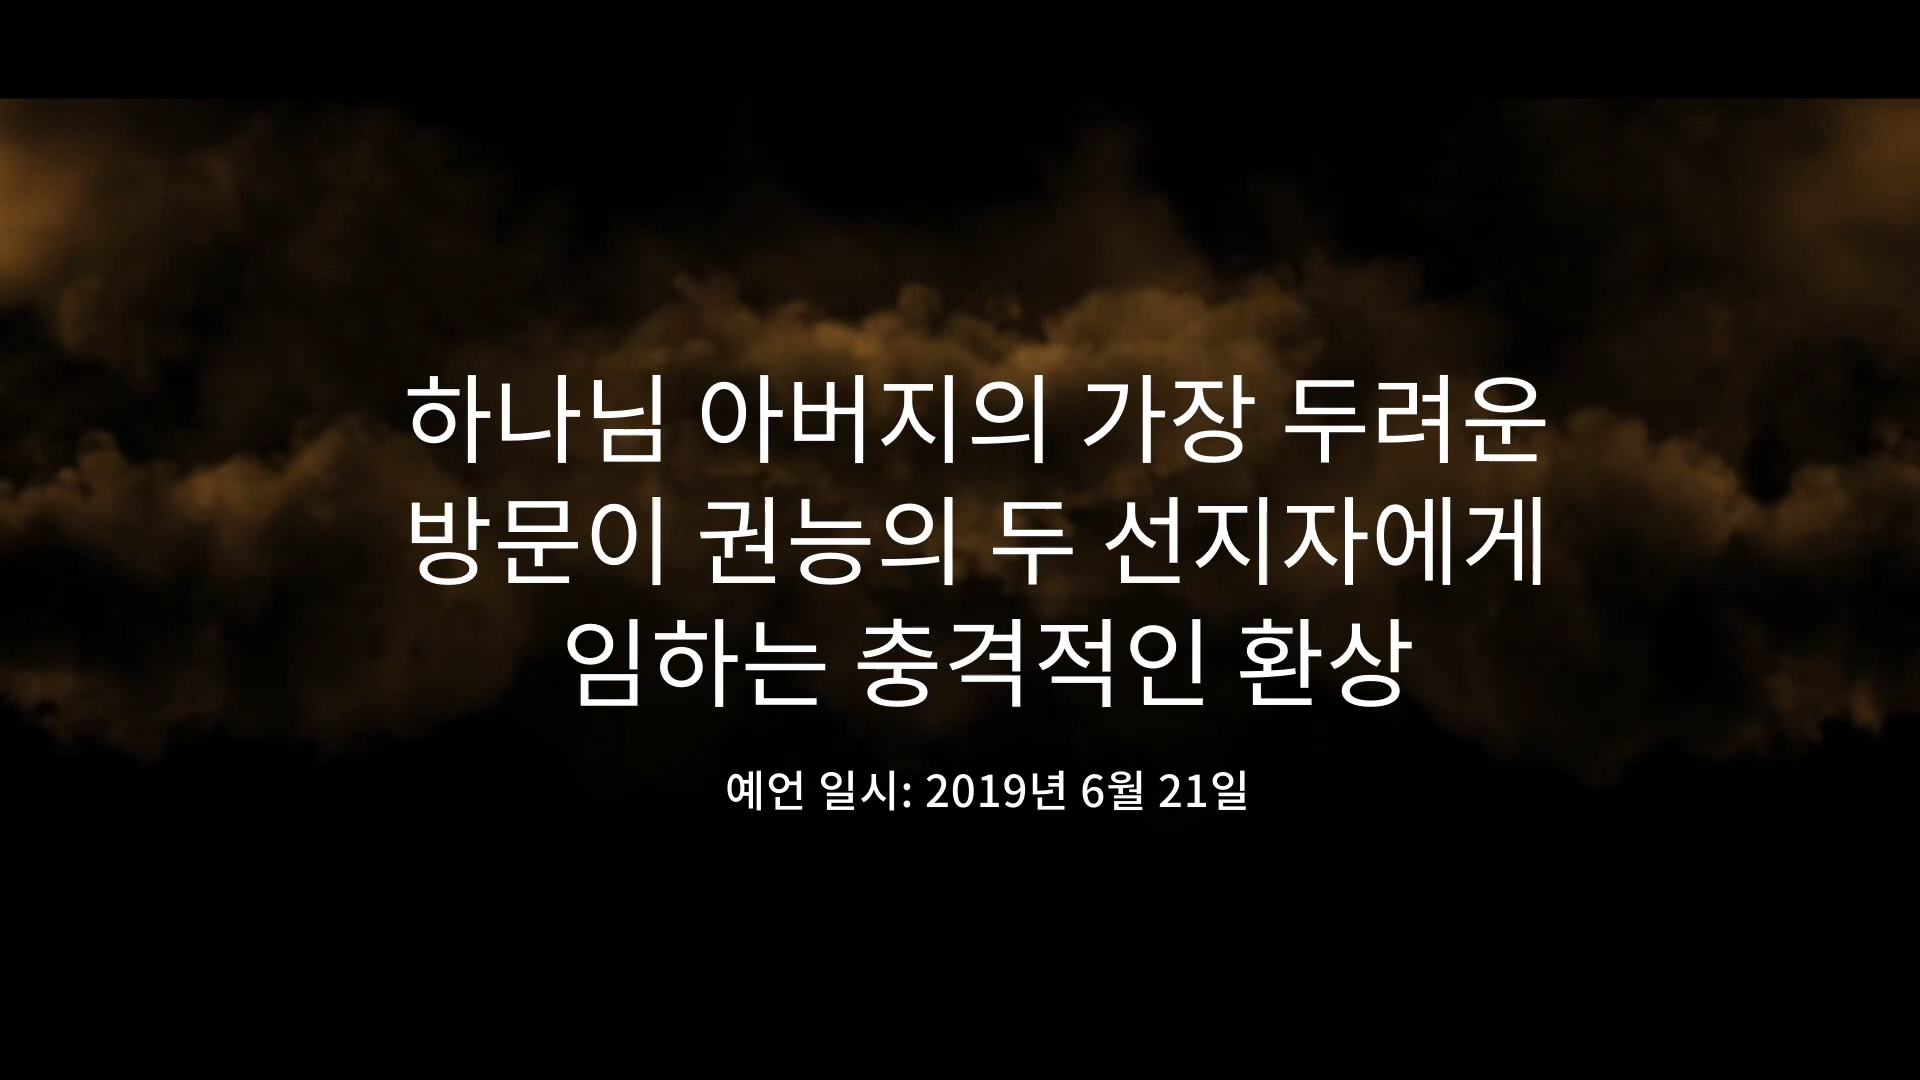 하나님 아버지의 가장 두려운
방문이 권능의 두 선지자에게
임하는 충격적인 환상
예언 일시: 2019년 6월 21일